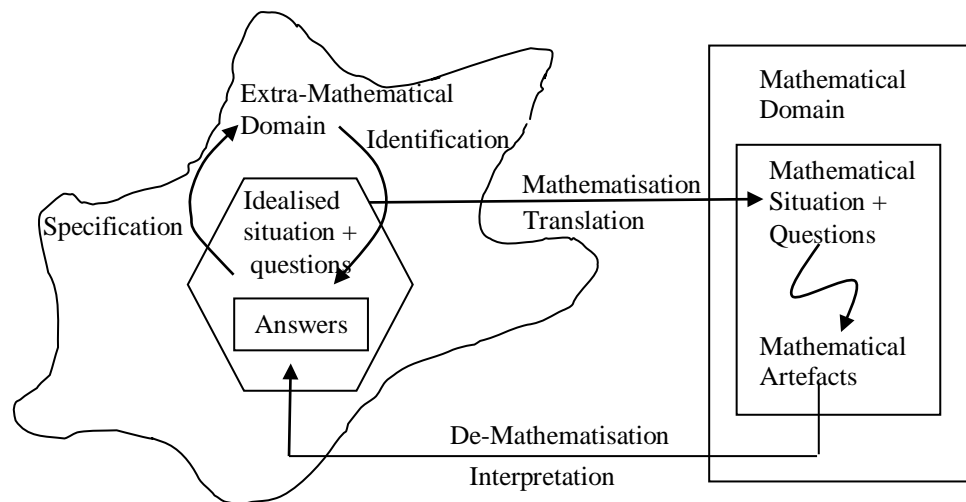 Extra-Mathematical
Domain
Identification
Specification
Idealised
situation +
questions
Answers
Mathematisation
Translation
Mathematical
Domain
Mathematical
Situation +
Questions
Mathematical
Artefacts
De-Mathematisation
Interpretation